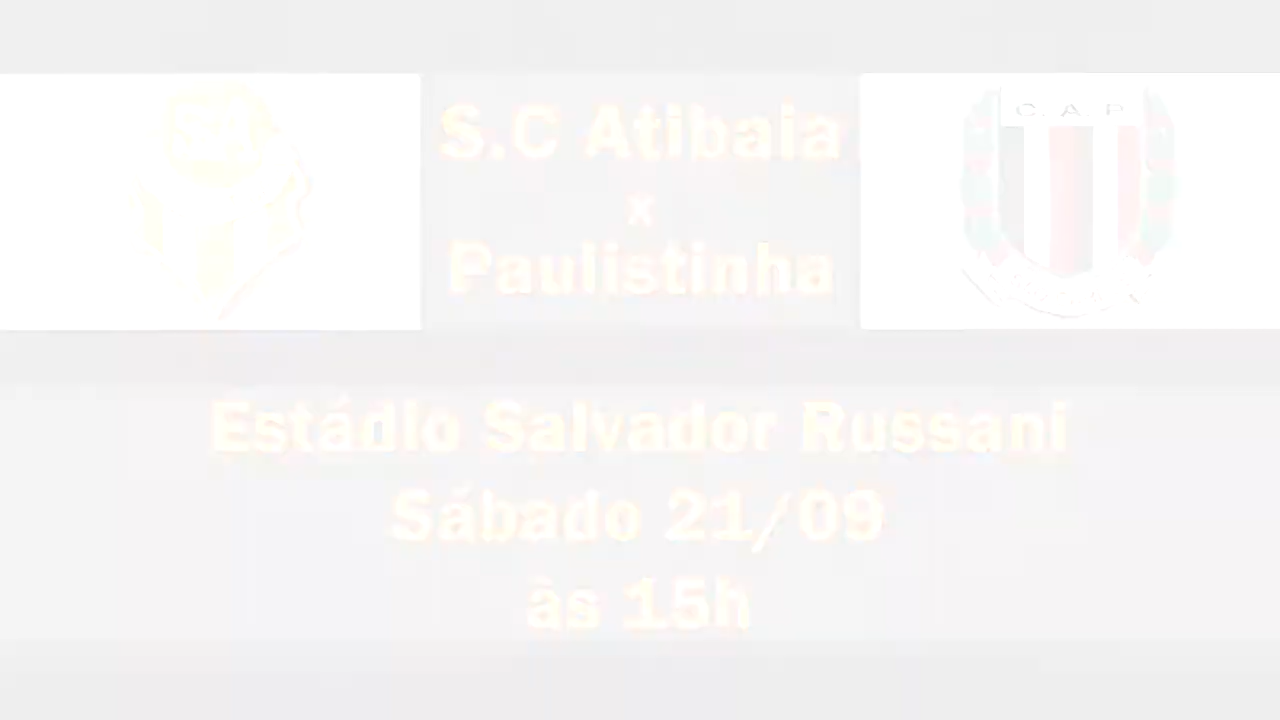 S.C Atibaia
x
Paulistinha
C. A. P
Estádio Salvador Russani
Sábado 21/09
às 15h